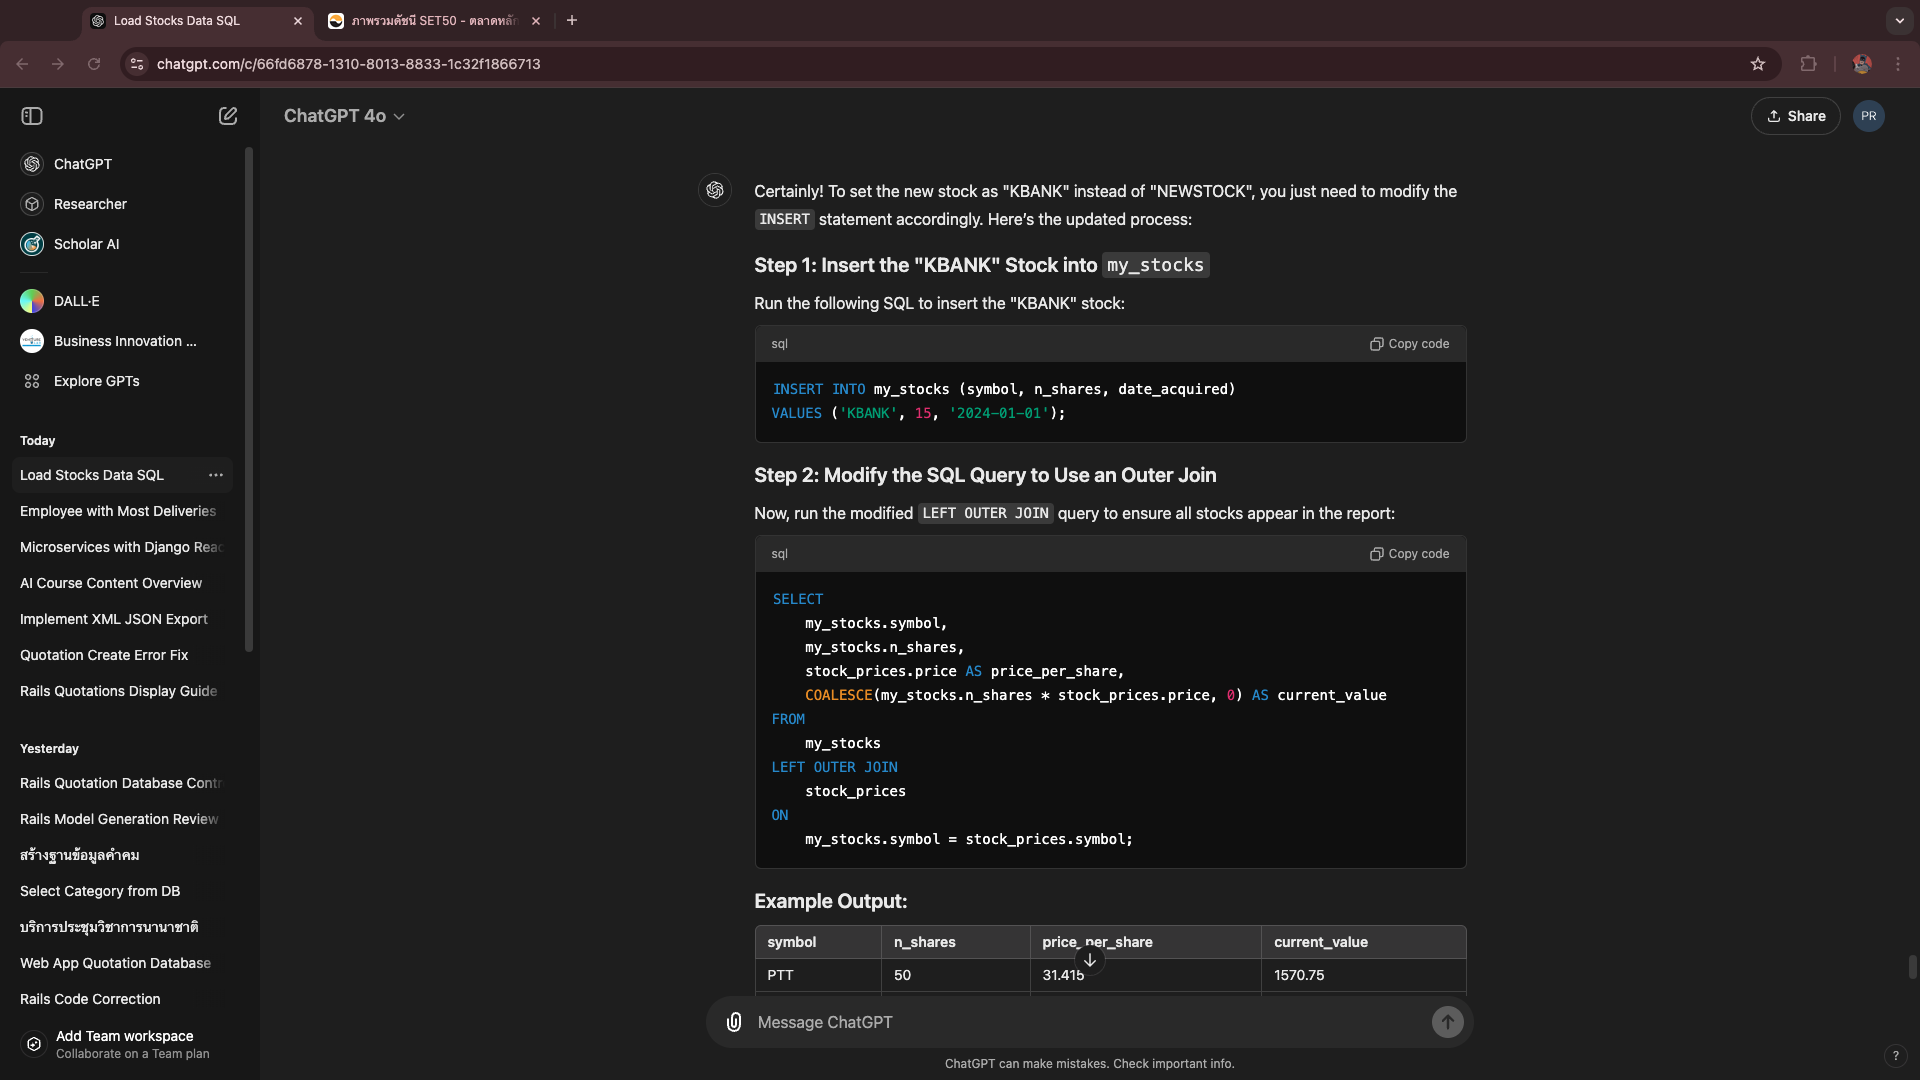 Load Stocks Data SQL
ภาพรวมดัชนี SET50 - ตลาดหลัก
chatgpt.com/c/66fd6878-1310-8013-8833-1c32f1866713
ChatGPT 4o
Share
PR
ChatGPT
Researcher
Scholar AI
DALL·E
Business Innovation ...
Explore GPTs
Today
Load Stocks Data SQL
Employee with Most Deliveries
Microservices with Django Reac
AI Course Content Overview
Implement XML JSON Export
Quotation Create Error Fix
Rails Quotations Display Guide
Yesterday
Rails Quotation Database Contr
Rails Model Generation Review
สร้างฐานข้อมูลคำคม
Select Category from DB
บริการประชุมวิชาการนานาชาติ
Web App Quotation Database
Rails Code Correction
Add Team workspace
Collaborate on a Team plan
Certainly! To set the new stock as "KBANK" instead of "NEWSTOCK", you just need to modify the
INSERT statement accordingly. Here’s the updated process:
Step 1: Insert the "KBANK" Stock into my_stocks
Run the following SQL to insert the "KBANK" stock:
sql
Copy code
INSERT INTO my_stocks (symbol, n_shares, date_acquired)
VALUES ('KBANK', 15, '2024-01-01');
Step 2: Modify the SQL Query to Use an Outer Join
Now, run the modified LEFT OUTER JOIN query to ensure all stocks appear in the report:
sql
Copy code
SELECT
my_stocks.symbol,
my_stocks.n_shares,
stock_prices.price AS price_per_share,
COALESCE(my_stocks.n_shares * stock_prices.price, 0) AS current_value
FROM
my_stocks
LEFT OUTER JOIN
stock_prices
ON
my_stocks.symbol = stock_prices.symbol;
Example Output:
symbol n_shares price_per_share current_value
PTT 50 31.415 1570.75
Message ChatGPT
ChatGPT can make mistakes. Check important info.
?